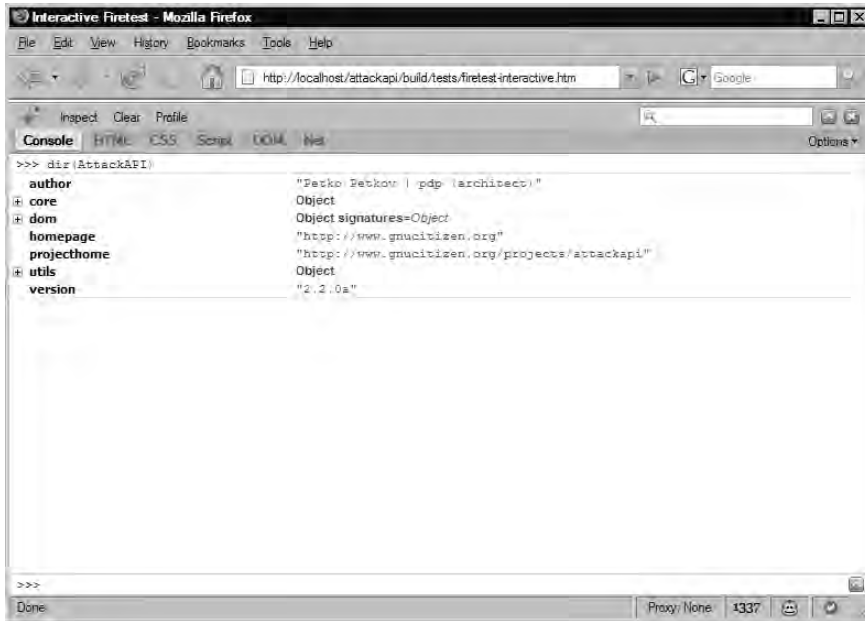 Interactive Firetest - Mozilla Firefox
File Edit View History Bookmarks Tools Help
http://localhost/attackapi/build/tests/firetest-interactive.htm
G Google
Inspect Clear Profile
Console HTML CSS Script DOM Net
Options
>>> dir(AttackAPI)
author "Petko Petkov | pdp (architect)"
core Object
dom Object signatures=Object
homepage "http://www.gnucitizen.org"
projecthome "http://www.gnucitizen.org/projects/attackapi"
utils Object
version "2.2.0a"
>>>
Done
Proxy: None 1337